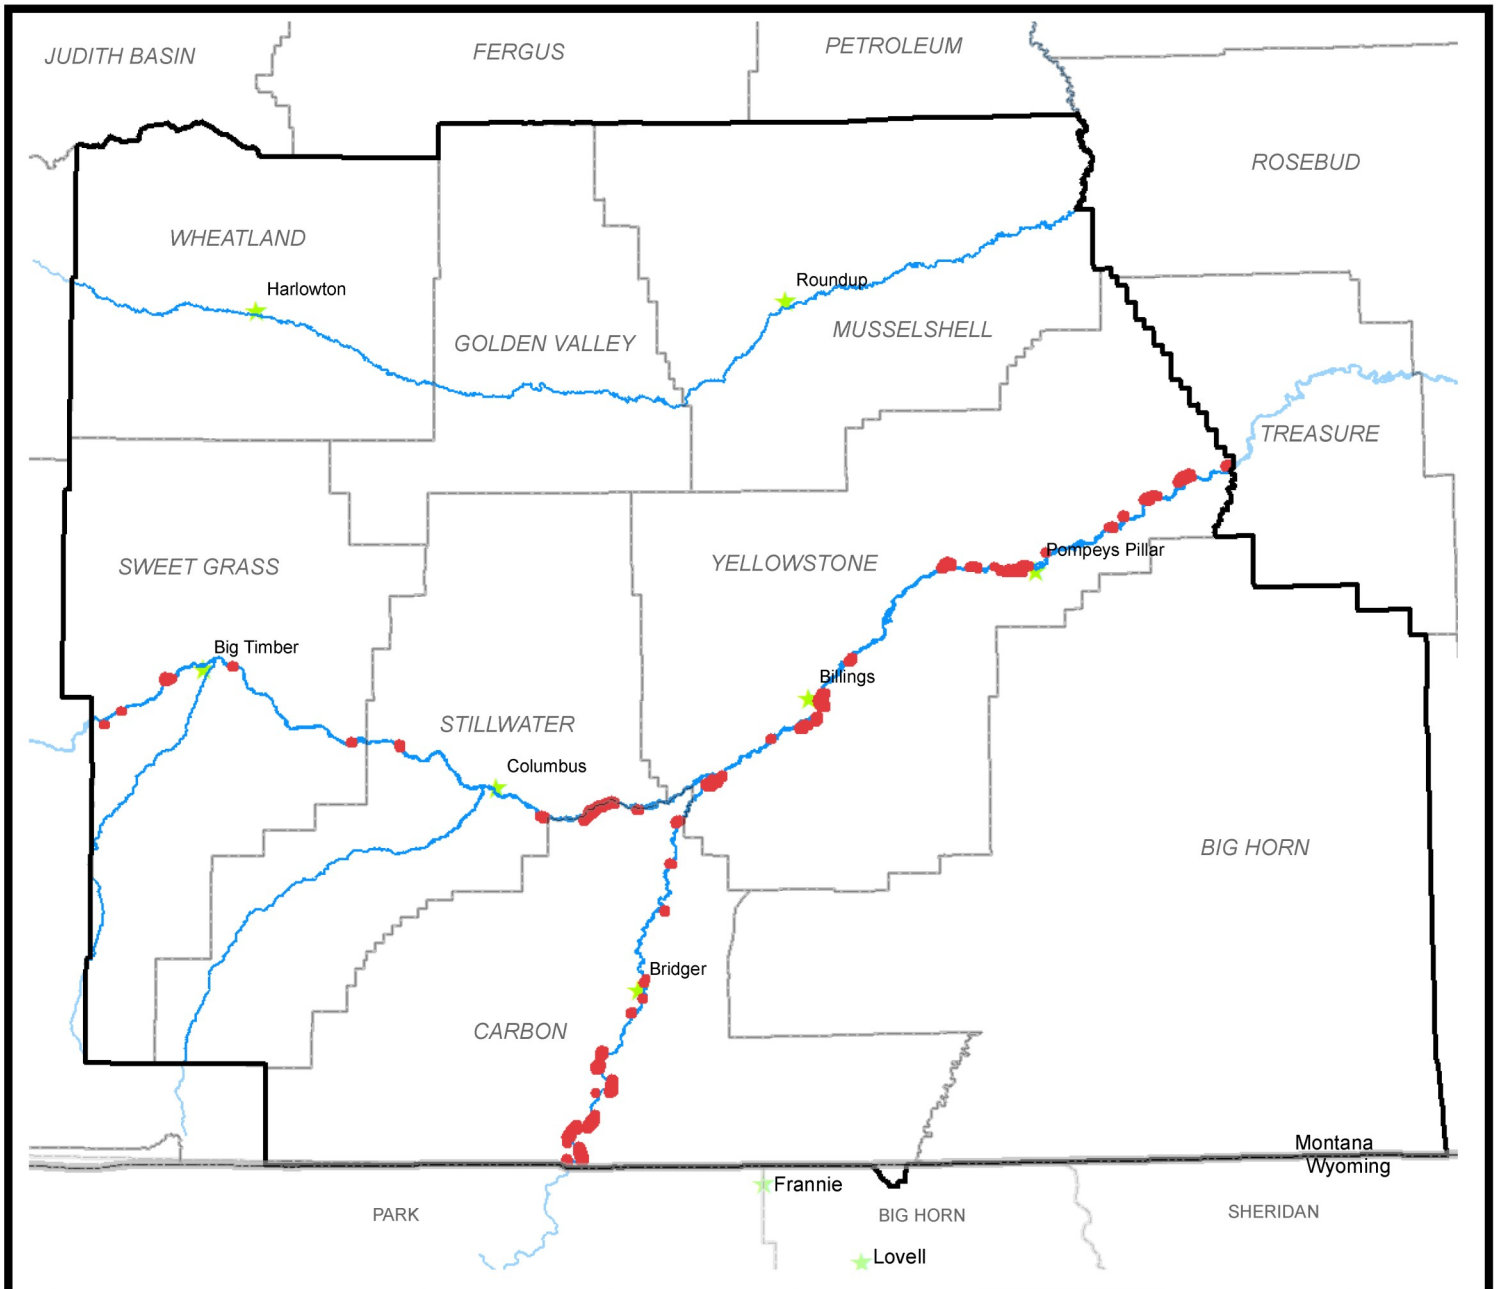 JUDITH BASIN
FERGUS
PETROLEUM
ROSEBUD
WHEATLAND
Harlowton
Roundup
GOLDEN VALLEY
MUSSELSHELL
TREASURE
SWEET GRASS
YELLOWSTONE
Pompeys Pillar
Big Timber
Billings
STILLWATER
Columbus
BIG HORN
Bridger
CARBON
Montana
Wyoming
Frannie
PARK
BIG HORN
SHERIDAN
Lovell